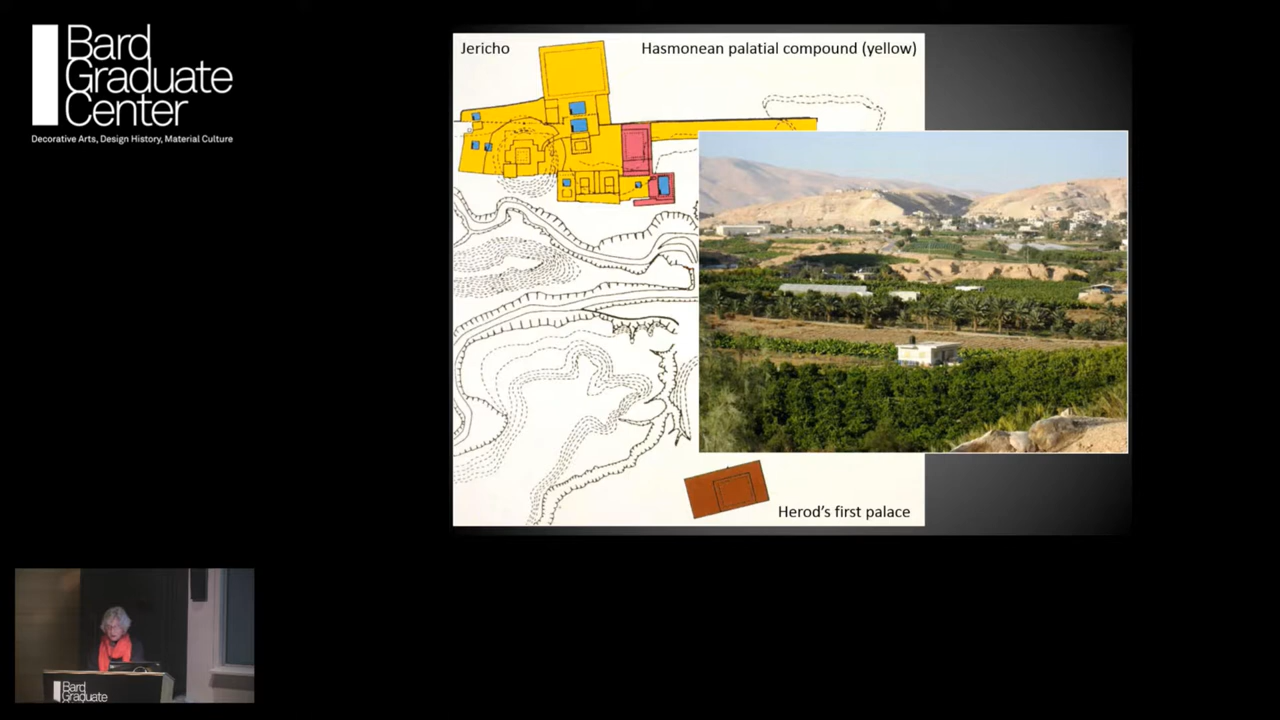 Bard
Graduate
Center
Decorative Arts, Design History, Material Culture
Jericho
Hasmonean palatial compound (yellow)
Herod's first palace
Bard
Graduate